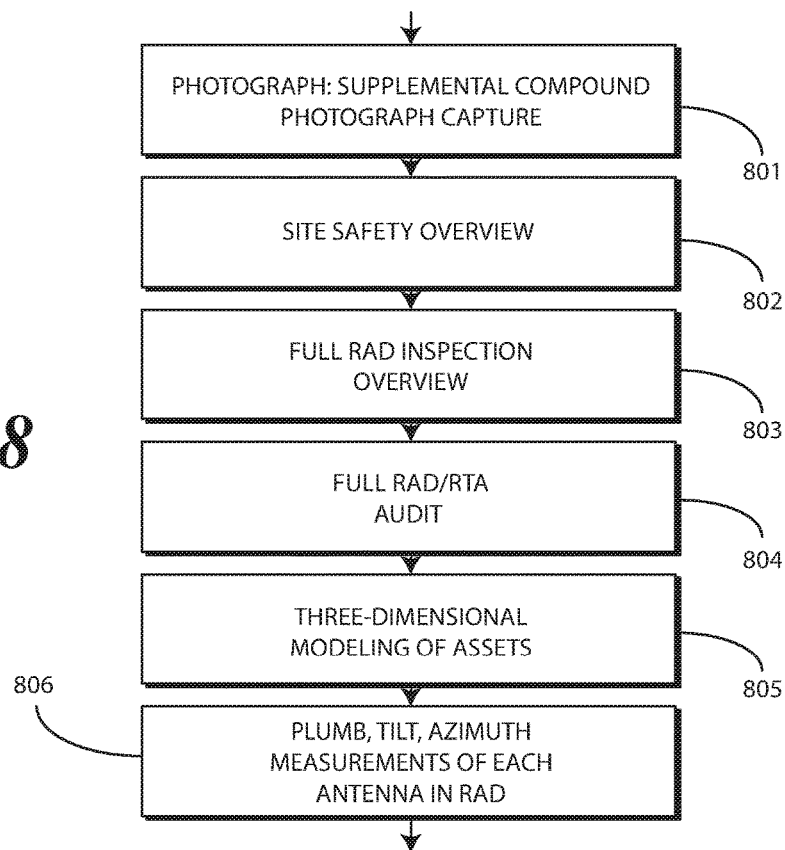 PHOTOGRAPH: SUPPLEMENTAL COMPOUND
PHOTOGRAPH CAPTURE
801
SITE SAFETY OVERVIEW
802
FULL RAD INSPECTION
OVERVIEW
803
8
FULL RAD/RTA
AUDIT
804
THREE-DIMENSIONAL
MODELING OF ASSETS
805
806
PLUMB, TILT, AZIMUTH
MEASUREMENTS OF EACH
ANTENNA IN RAD